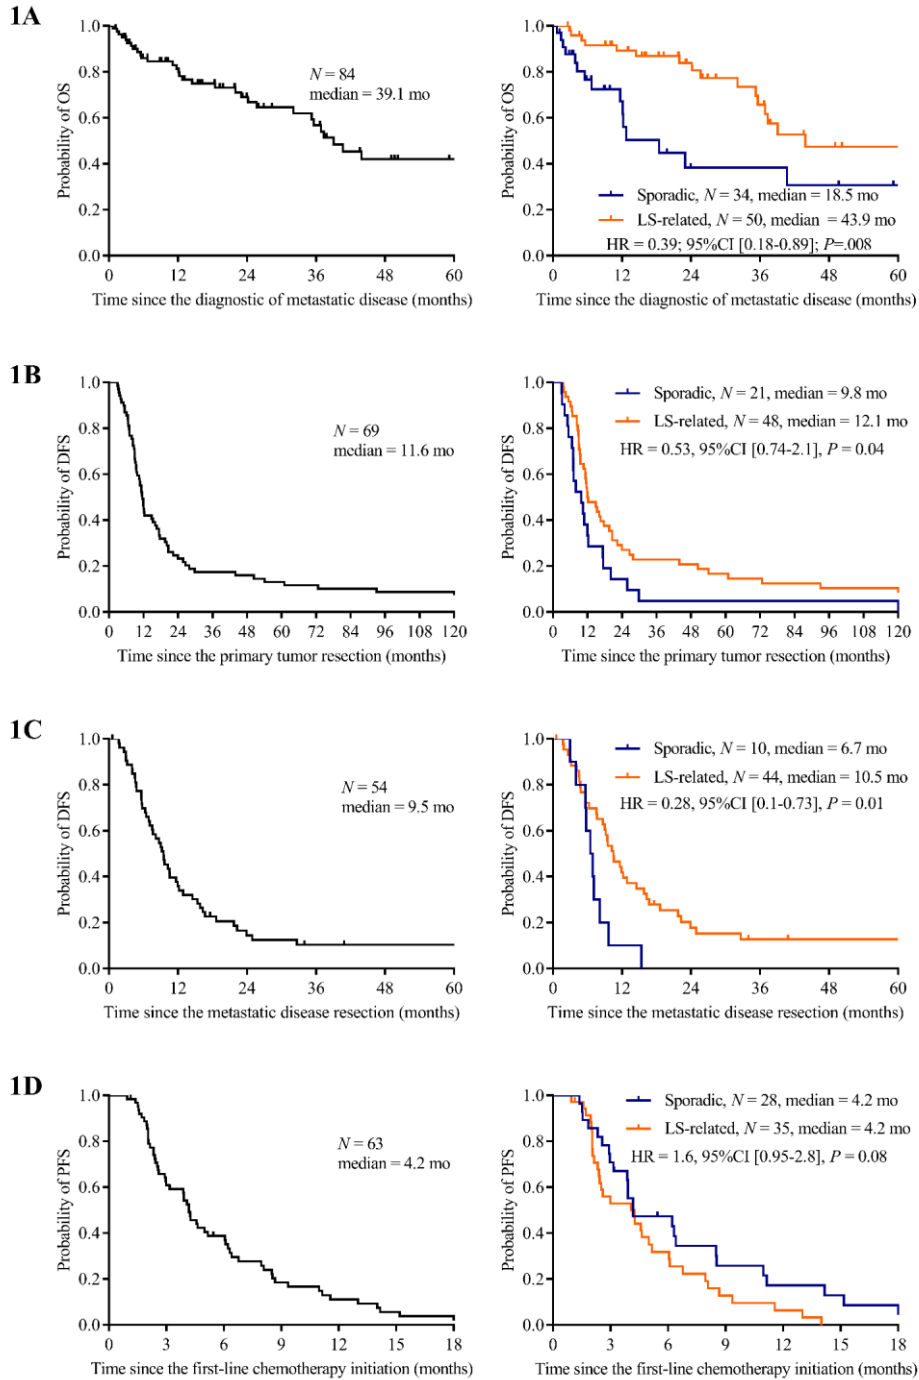 1A
1.0
0.8
0.6
0.4
0.2
0.0
Probability of OS
N = 84
median = 39.1 mo
0 12 24 36 48 60
Time since the diagnostic of metastatic disease (months)
1.0
0.8
0.6
0.4
0.2
0.0
Probability of OS
Sporadic, N = 34, median = 18.5 mo
LS-related, N = 50, median = 43.9 mo
HR = 0.39; 95%CI [0.18-0.89]; P=.008
0 12 24 36 48 60
Time since the diagnostic of metastatic disease (months)
1B
1.0
0.8
0.6
0.4
0.2
0.0
Probability of DFS
N = 69
median = 11.6 mo
0 12 24 36 48 60 72 84 96 108 120
Time since the primary tumor resection (months)
1.0
0.8
0.6
0.4
0.2
0.0
Probability of DFS
Sporadic, N = 21, median = 9.8 mo
LS-related, N = 48, median = 12.1 mo
HR = 0.53, 95%CI [0.74-2.1], P = 0.04
0 12 24 36 48 60 72 84 96 108 120
Time since the primary tumor resection (months)
1C
1.0
0.8
0.6
0.4
0.2
0.0
Probability of DFS
N = 54
median = 9.5 mo
0 12 24 36 48 60
Time since the metastatic disease resection (months)
1.0
0.8
0.6
0.4
0.2
0.0
Probability of DFS
Sporadic, N = 10, median = 6.7 mo
LS-related, N = 44, median = 10.5 mo
HR = 0.28, 95%CI [0.1-0.73], P = 0.01
0 12 24 36 48 60
Time since the metastatic disease resection (months)
1D
1.0
0.8
0.6
0.4
0.2
0.0
Probability of PFS
N = 63
median = 4.2 mo
0 3 6 9 12 15 18
Time since the first-line chemotherapy initiation (months)
1.0
0.8
0.6
0.4
0.2
0.0
Probability of PFS
Sporadic, N = 28, median = 4.2 mo
LS-related, N = 35, median = 4.2 mo
HR = 1.6, 95%CI [0.95-2.8], P = 0.08
0 3 6 9 12 15 18
Time since the first-line chemotherapy initiation (months)